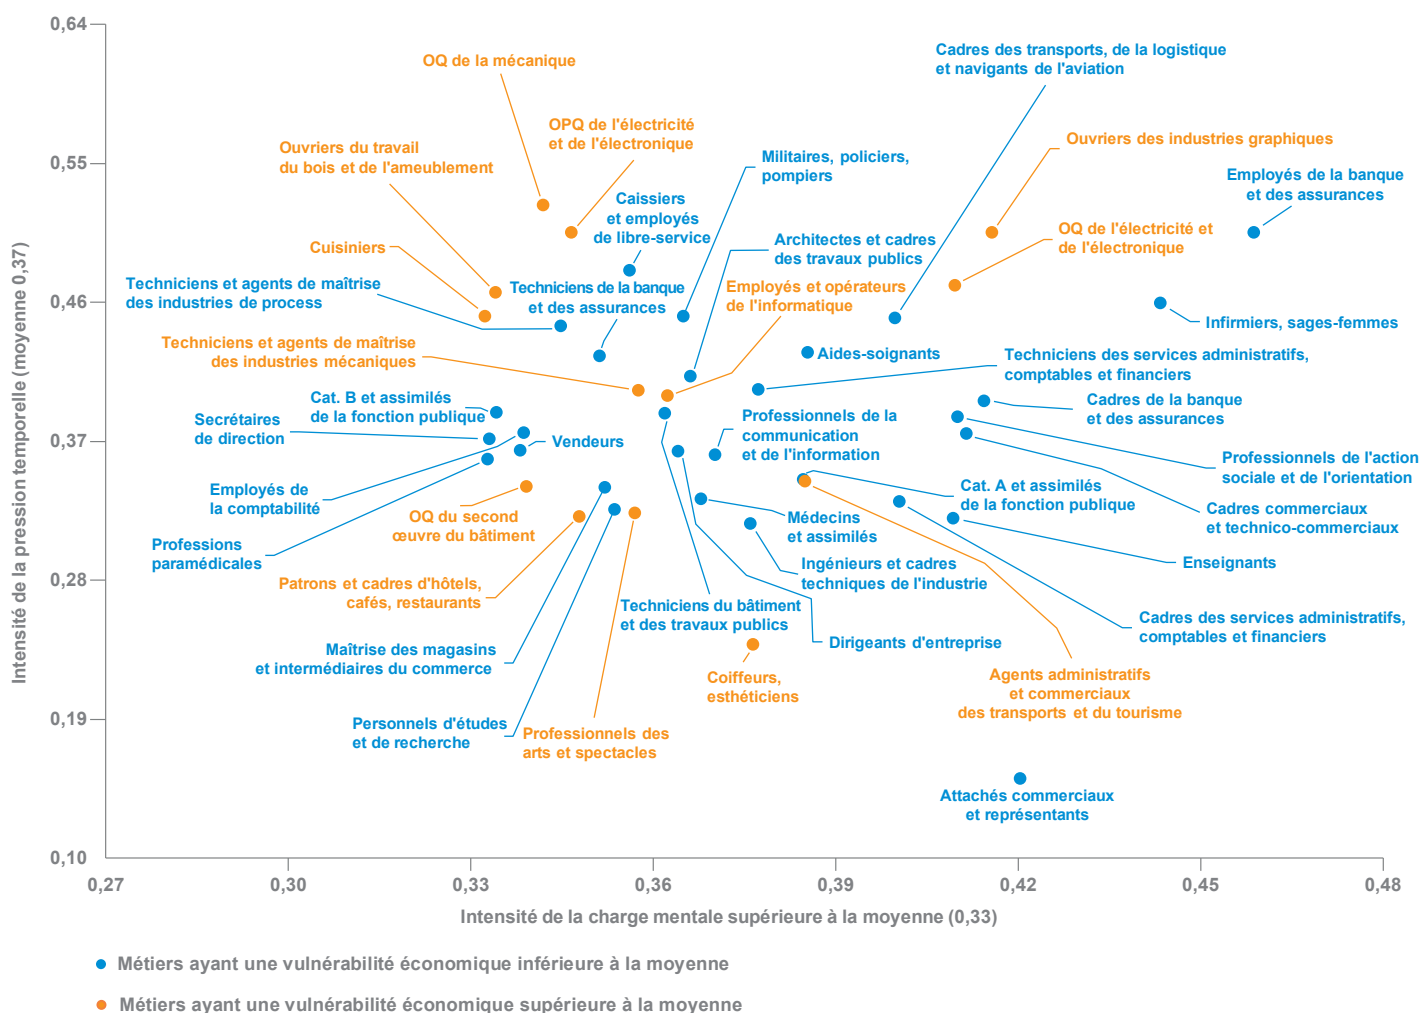 0,64
0,55
0,46
0,37
0,28
0,19
0,10
Intensité de la pression temporelle (moyenne 0,37)
OQ de la mécanique
Cadres des transports, de la logistique
et navigants de l'aviation
OPQ de l'électricité
et de l'électronique
Ouvriers du travail
du bois et de l'ameublement
Militaires, policiers,
pompiers
Ouvriers des industries graphiques
Employés de la banque
et des assurances
Caissiers
et employés
de libre-service
Cuisiniers
Architectes et cadres
des travaux publics
OQ de l'électricité et
de l'électronique
Techniciens et agents de maîtrise
des industries de process
Techniciens de la banque
et des assurances
Employés et opérateurs
de l'informatique
Infirmiers, sages-femmes
Techniciens et agents de maîtrise
des industries mécaniques
Aides-soignants
Techniciens des services administratifs,
comptables et financiers
Cat. B et assimilés
de la fonction publique
Cadres de la banque
et des assurances
Secrétaires
de direction
Vendeurs
Professionnels de la
communication
et de l'information
Professionnels de l'action
sociale et de l'orientation
Employés de
la comptabilité
OQ du second
œuvre du bâtiment
Médecins
et assimilés
Cat. A et assimilés
de la fonction publique
Cadres commerciaux
et technico-commerciaux
Professions
paramédicales
Ingénieurs et cadres
techniques de l'industrie
Enseignants
Patrons et cadres d'hôtels,
cafés, restaurants
Techniciens du bâtiment
et des travaux publics
Cadres des services administratifs,
comptables et financiers
Maîtrise des magasins
et intermédiaires du commerce
Dirigeants d'entreprise
Coiffeurs,
esthéticiens
Agents administratifs
et commerciaux
des transports et du tourisme
Personnels d'études
et de recherche
Professionnels des
arts et spectacles
Attachés commerciaux
et représentants
0,27
0,30
0,33
0,36
0,39
0,42
0,45
0,48
Intensité de la charge mentale supérieure à la moyenne (0,33)
Métiers ayant une vulnérabilité économique inférieure à la moyenne
Métiers ayant une vulnérabilité économique supérieure à la moyenne